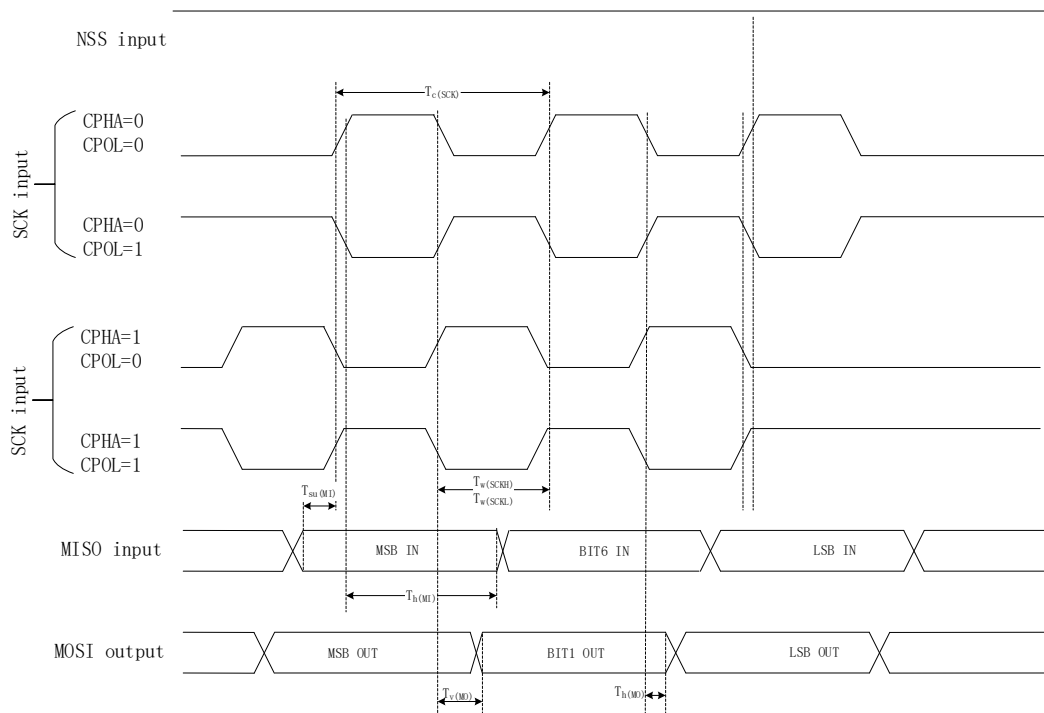 NSS input
Tc(SCK)
SCK input
CPHA=0
CPOL=0
CPHA=0
CPOL=1
SCK input
CPHA=1
CPOL=0
CPHA=1
CPOL=1
Tsu(MI)
Tw(SCKH)
Tw(SCKL)
MISO input
MSB IN
BIT6 IN
LSB IN
Th(MI)
MOSI output
MSB OUT
BIT1 OUT
LSB OUT
Tv(MO)
Th(MO)